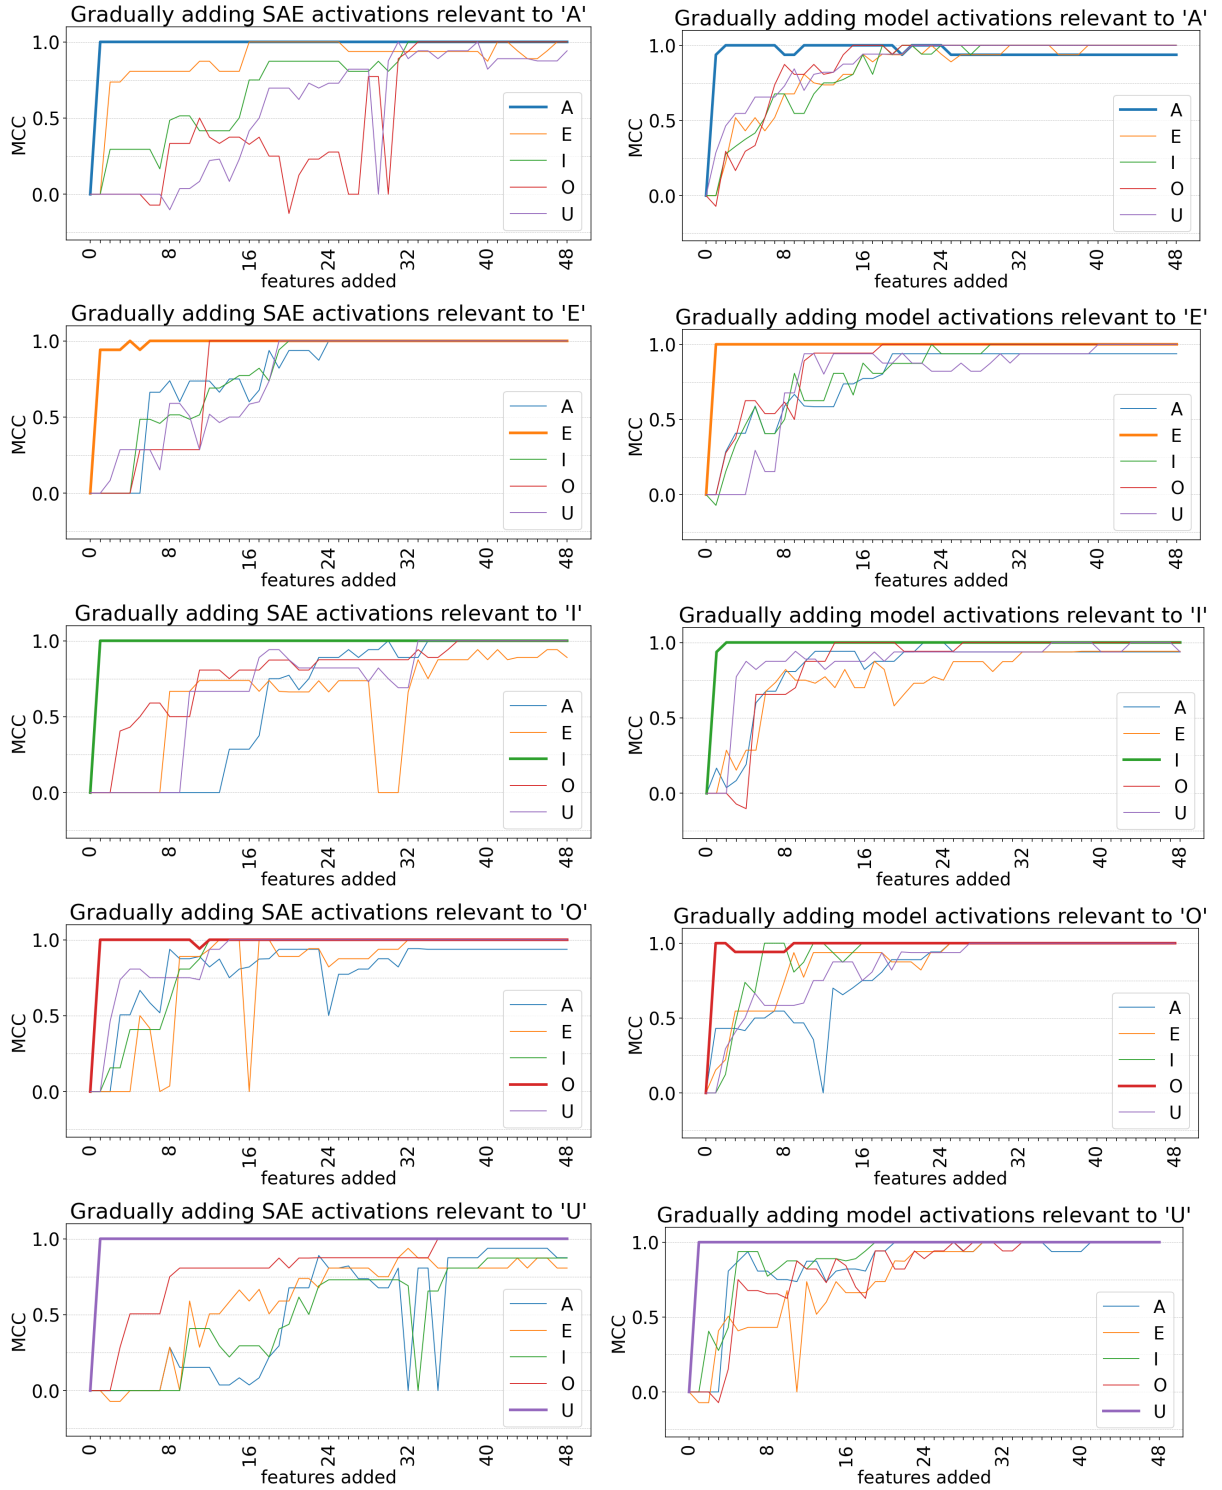 Gradually adding SAE activations relevant to 'A'
1.0
0.5
0.0
MCC
A
E
I
O
U
0 8 16 24 32 40 48
features added
Gradually adding model activations relevant to 'A'
1.0
0.5
0.0
MCC
A
E
I
O
U
0 8 16 24 32 40 48
features added
Gradually adding SAE activations relevant to 'E'
1.0
0.5
0.0
MCC
A
E
I
O
U
0 8 16 24 32 40 48
features added
Gradually adding model activations relevant to 'E'
1.0
0.5
0.0
MCC
A
E
I
O
U
0 8 16 24 32 40 48
features added
Gradually adding SAE activations relevant to 'I'
1.0
0.5
0.0
MCC
A
E
I
O
U
0 8 16 24 32 40 48
features added
Gradually adding model activations relevant to 'I'
1.0
0.5
0.0
MCC
A
E
I
O
U
0 8 16 24 32 40 48
features added
Gradually adding SAE activations relevant to 'O'
1.0
0.5
0.0
MCC
A
E
I
O
U
0 8 16 24 32 40 48
features added
Gradually adding model activations relevant to 'O'
1.0
0.5
0.0
MCC
A
E
I
O
U
0 8 16 24 32 40 48
features added
Gradually adding SAE activations relevant to 'U'
1.0
0.5
0.0
MCC
A
E
I
O
U
0 8 16 24 32 40 48
features added
Gradually adding model activations relevant to 'U'
1.0
0.5
0.0
MCC
A
E
I
O
U
0 8 16 24 32 40 48
features added